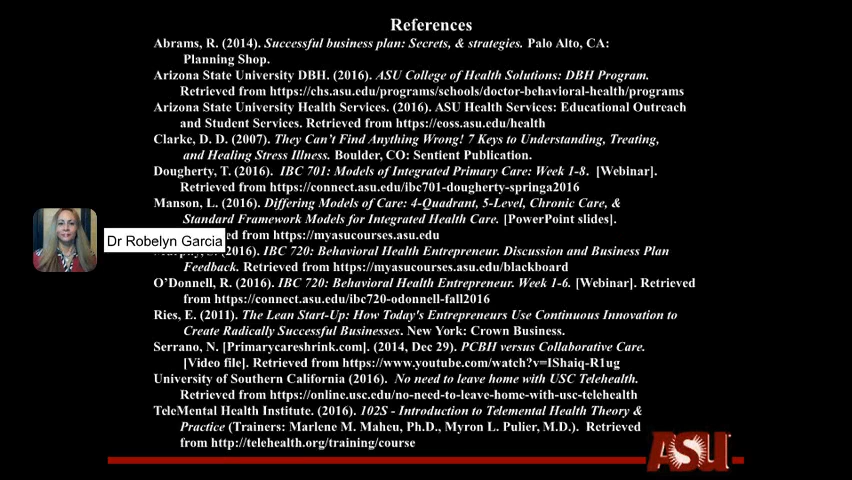 References
Abrams, R. (2014). Successful business plan: Secrets, & strategies. Palo Alto, CA:
Planning Shop.
Arizona State University DBH. (2016). ASU College of Health Solutions: DBH Program.
Retrieved from https://chs.asu.edu/programs/schools/doctor-behavioral-health/programs
Arizona State University Health Services. (2016). ASU Health Services: Educational Outreach
and Student Services. Retrieved from https://eoss.asu.edu/health
Clarke, D. D. (2007). They Can't Find Anything Wrong! 7 Keys to Understanding, Treating,
and Healing Stress Illness. Boulder, CO: Sentient Publication.
Dougherty, T. (2016). IBC 701: Models of Integrated Primary Care: Week 1-8. [Webinar].
Retrieved from https://connect.asu.edu/ibc701-dougherty-springa2016
Manson, L. (2016). Differing Models of Care: 4-Quadrant, 5-Level, Chronic Care, &
Standard Framework Models for Integrated Health Care. [PowerPoint slides].
from https://myasucourses.asu.edu
Dr Robelyn Garcia
(2016). IBC 720: Behavioral Health Entrepreneur. Discussion and Business Plan
Feedback. Retrieved from https://myasucourses.asu.edu/blackboard
O'Donnell, R. (2016). IBC 720: Behavioral Health Entrepreneur. Week 1-6. [Webinar]. Retrieved
from https://connect.asu.edu/ibc720-odonnell-fall2016
Ries, E. (2011). The Lean Start-Up: How Today's Entrepreneurs Use Continuous Innovation to
Create Radically Successful Businesses. New York: Crown Business.
Serrano, N. [Primarycareshrink.com]. (2014, Dec 29). PCBH versus Collaborative Care.
[Video file]. Retrieved from https://www.youtube.com/watch?v=IShaiq-R1ug
University of Southern California (2016). No need to leave home with USC Telehealth.
Retrieved from https://online.usc.edu/no-need-to-leave-home-with-usc-telehealth
TeleMental Health Institute. (2016). 102S - Introduction to Telemental Health Theory &
Practice (Trainers: Marlene M. Maheu, Ph.D., Myron L. Pulier, M.D.). Retrieved
from http://telehealth.org/training/course
ASU